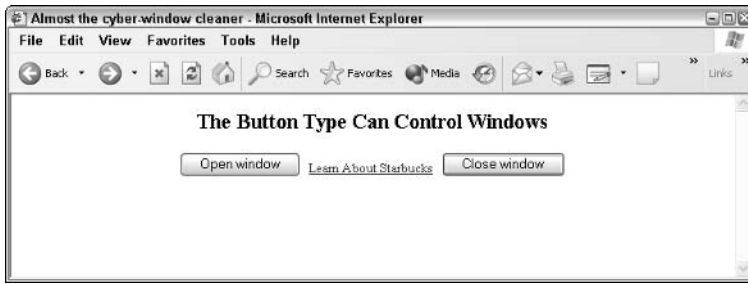 Almost the cyber-window cleaner - Microsoft Internet Explorer
File Edit View Favorites Tools Help
Back Search Favorites Media » Links »
The Button Type Can Control Windows
Open window Learn About Starbucks Close window